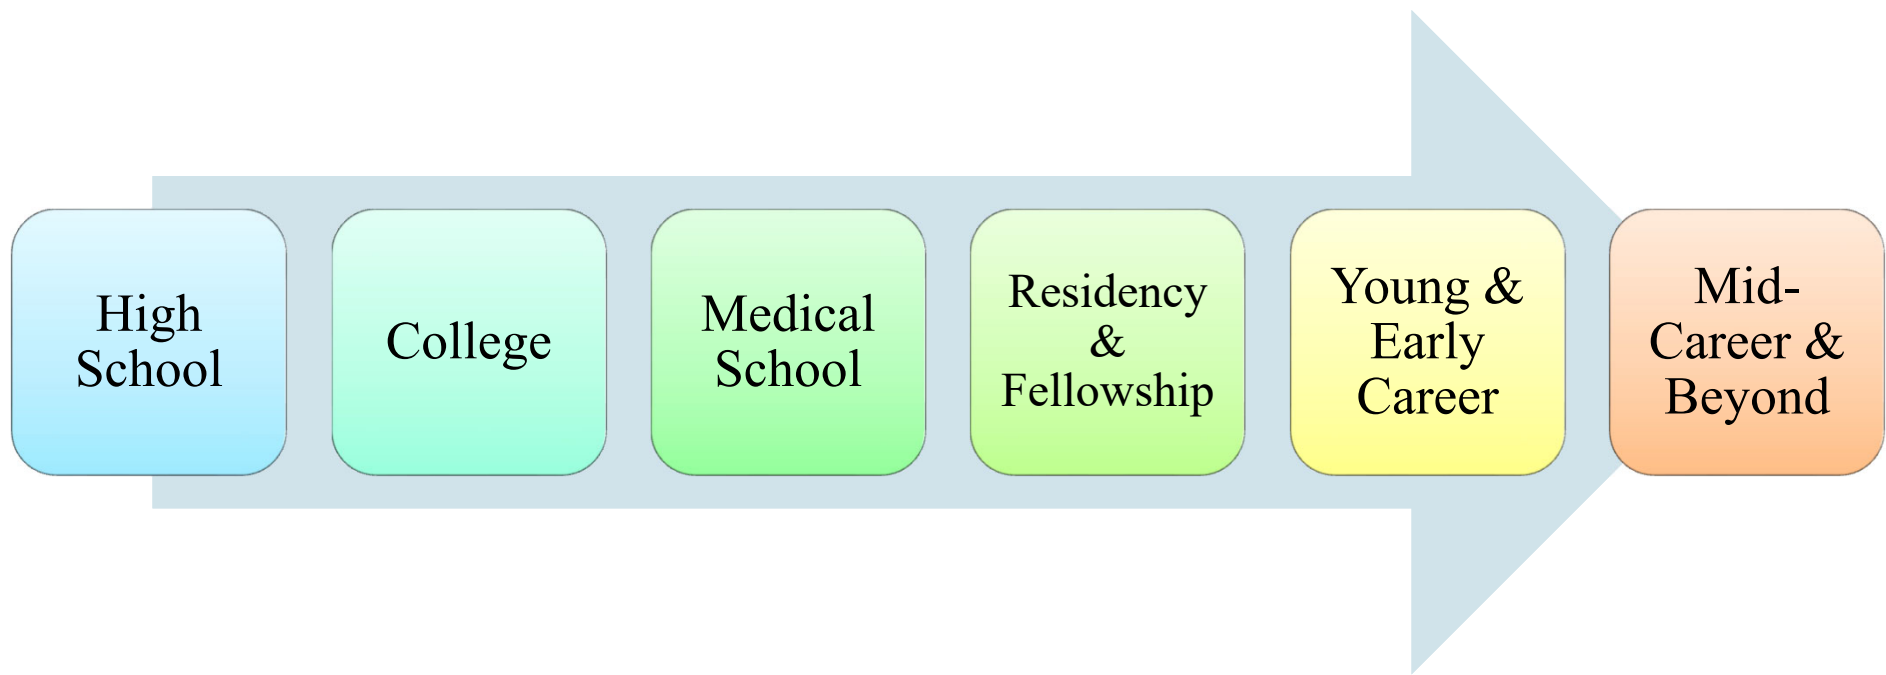 High
School
College
Medical
School
Residency
&
Fellowship
Young &
Early
Career
Mid-
Career &
Beyond